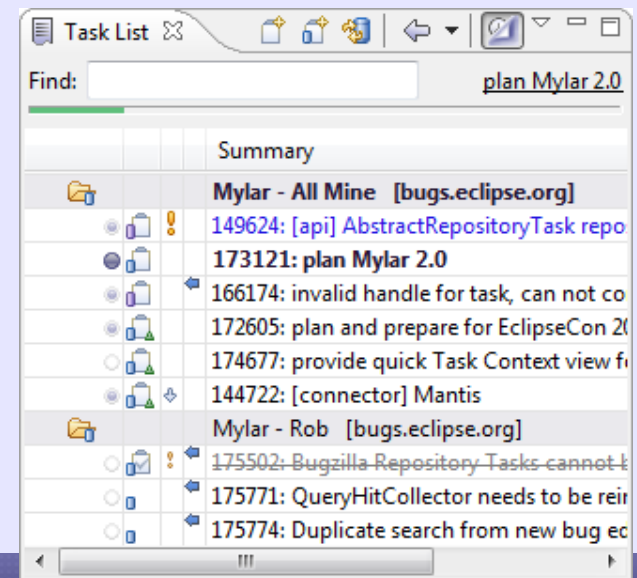 Task List
Find:
plan Mylar 2.0
Summary
Mylar - All Mine [bugs.eclipse.org]
149624: [api] AbstractRepositoryTask repo
173121: plan Mylar 2.0
166174: invalid handle for task, can not co
172605: plan and prepare for EclipseCon 20
174677: provide quick Task Context view f
144722: [connector] Mantis
Mylar - Rob [bugs.eclipse.org]
175502: Bugzilla Repository Tasks cannot b
175771: QueryHitCollector needs to be rei
175774: Duplicate search from new bug ed